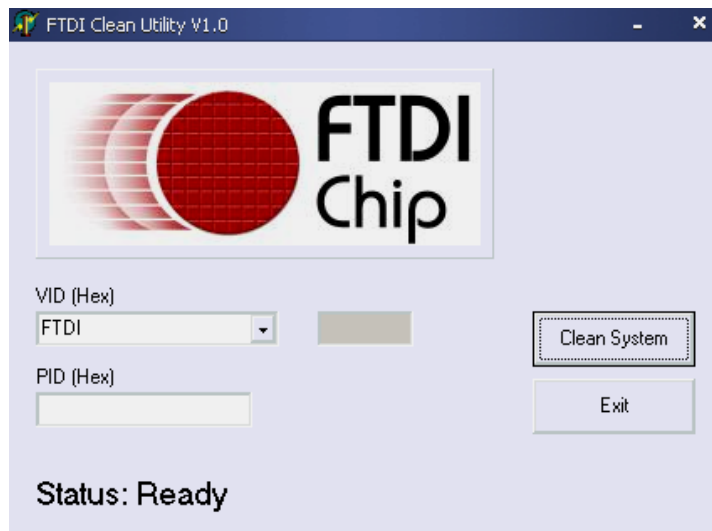 FTDI Clean Utility V1.0
FTDI
Chip
VID (Hex)
FTDI
Clean System
PID (Hex)
Exit
Status: Ready